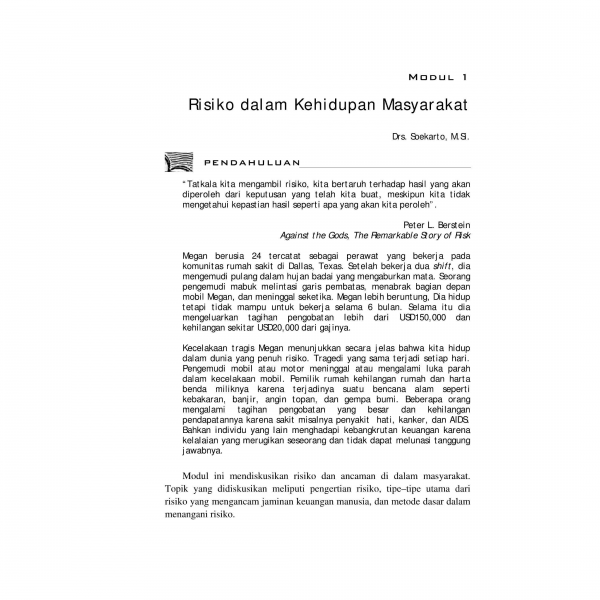 MODUL 1
Risiko dalam Kehidupan Masyarakat
Drs. Soekarto, M.SI.
PENDAHULUAN
"Tatkala kita mengambil risiko, kita bertaruh terhadap hasil yang akan
diperoleh dari keputusan yang telah kita buat, meskipun kita tidak
mengetahui kepastian hasil seperti apa yang akan kita peroleh".
Peter L. Berstein
Against the Gods, The Remarkable Story of Risk
Megan berusia 24 tercatat sebagai perawat yang bekerja pada
komunitas rumah sakit di Dallas, Texas. Setelah bekerja dua shift, dia
mengemudi pulang dalam hujan badai yang mengaburkan mata. Seorang
pengemudi mabuk melintasi garis pembatas, menabrak bagian depan
mobil Megan, dan meninggal seketika. Megan lebih beruntung, Dia hidup
tetapi tidak mampu untuk bekerja selama 6 bulan. Selama itu dia
mengeluarkan tagihan pengobatan lebih dari USD150,000 dan
kehilangan sekitar USD20,000 dari gajinya.
Kecelakaan tragis Megan menunjukkan secara jelas bahwa kita hidup
dalam dunia yang penuh risiko. Tragedi yang sama terjadi setiap hari.
Pengemudi mobil atau motor meninggal atau mengalami luka parah
dalam kecelakaan mobil. Pemilik rumah kehilangan rumah dan harta
benda miliknya karena terjadinya suatu bencana alam seperti
kebakaran, banjir, angin topan, dan gempa bumi. Beberapa orang
mengalami tagihan pengobatan yang besar dan kehilangan
pendapatannya karena sakit misalnya penyakit hati, kanker, dan AIDS.
Bahkan individu yang lain menghadapi kebangkrutan keuangan karena
kelalaian yang merugikan seseorang dan tidak dapat melunasi tanggung
jawabnya.
Modul ini mendiskusikan risiko dan ancaman di dalam masyarakat.
Topik yang didiskusikan meliputi pengertian risiko, tipe–tipe utama dari
risiko yang mengancam jaminan keuangan manusia, dan metode dasar dalam
menangani risiko.